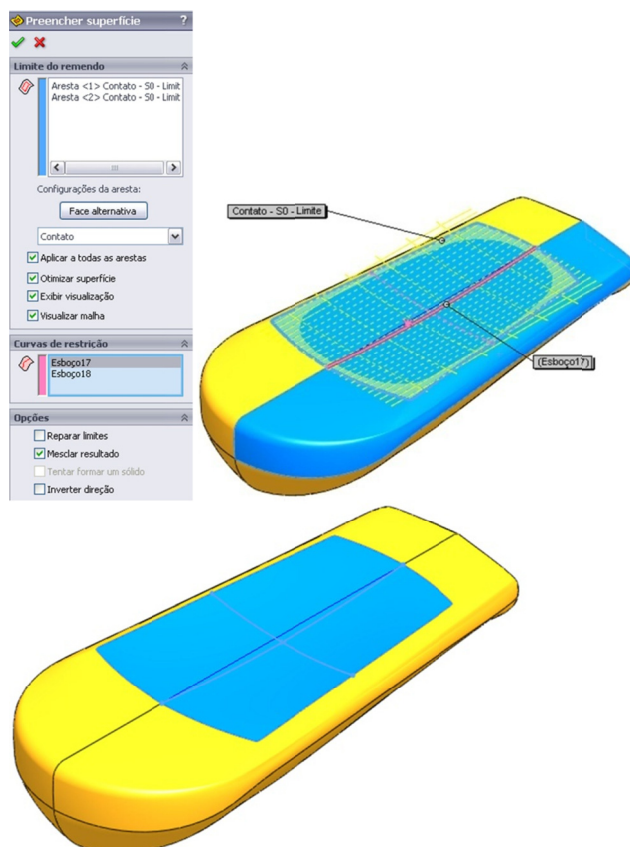 Preencher superfície ?
Limite do remendo
Aresta <1> Contato - S0 - Limit
Aresta <2> Contato - S0 - Limit
Configurações da aresta:
Face alternativa
Contato
Aplicar a todas as arestas
Otimizar superfície
Exibir visualização
Visualizar malha
Curvas de restrição
Esboço17
Esboço18
Opções
Reparar limites
Mesclar resultado
Tentar formar um sólido
Inverter direção
Contato - S0 - Limite
(Esboço17)